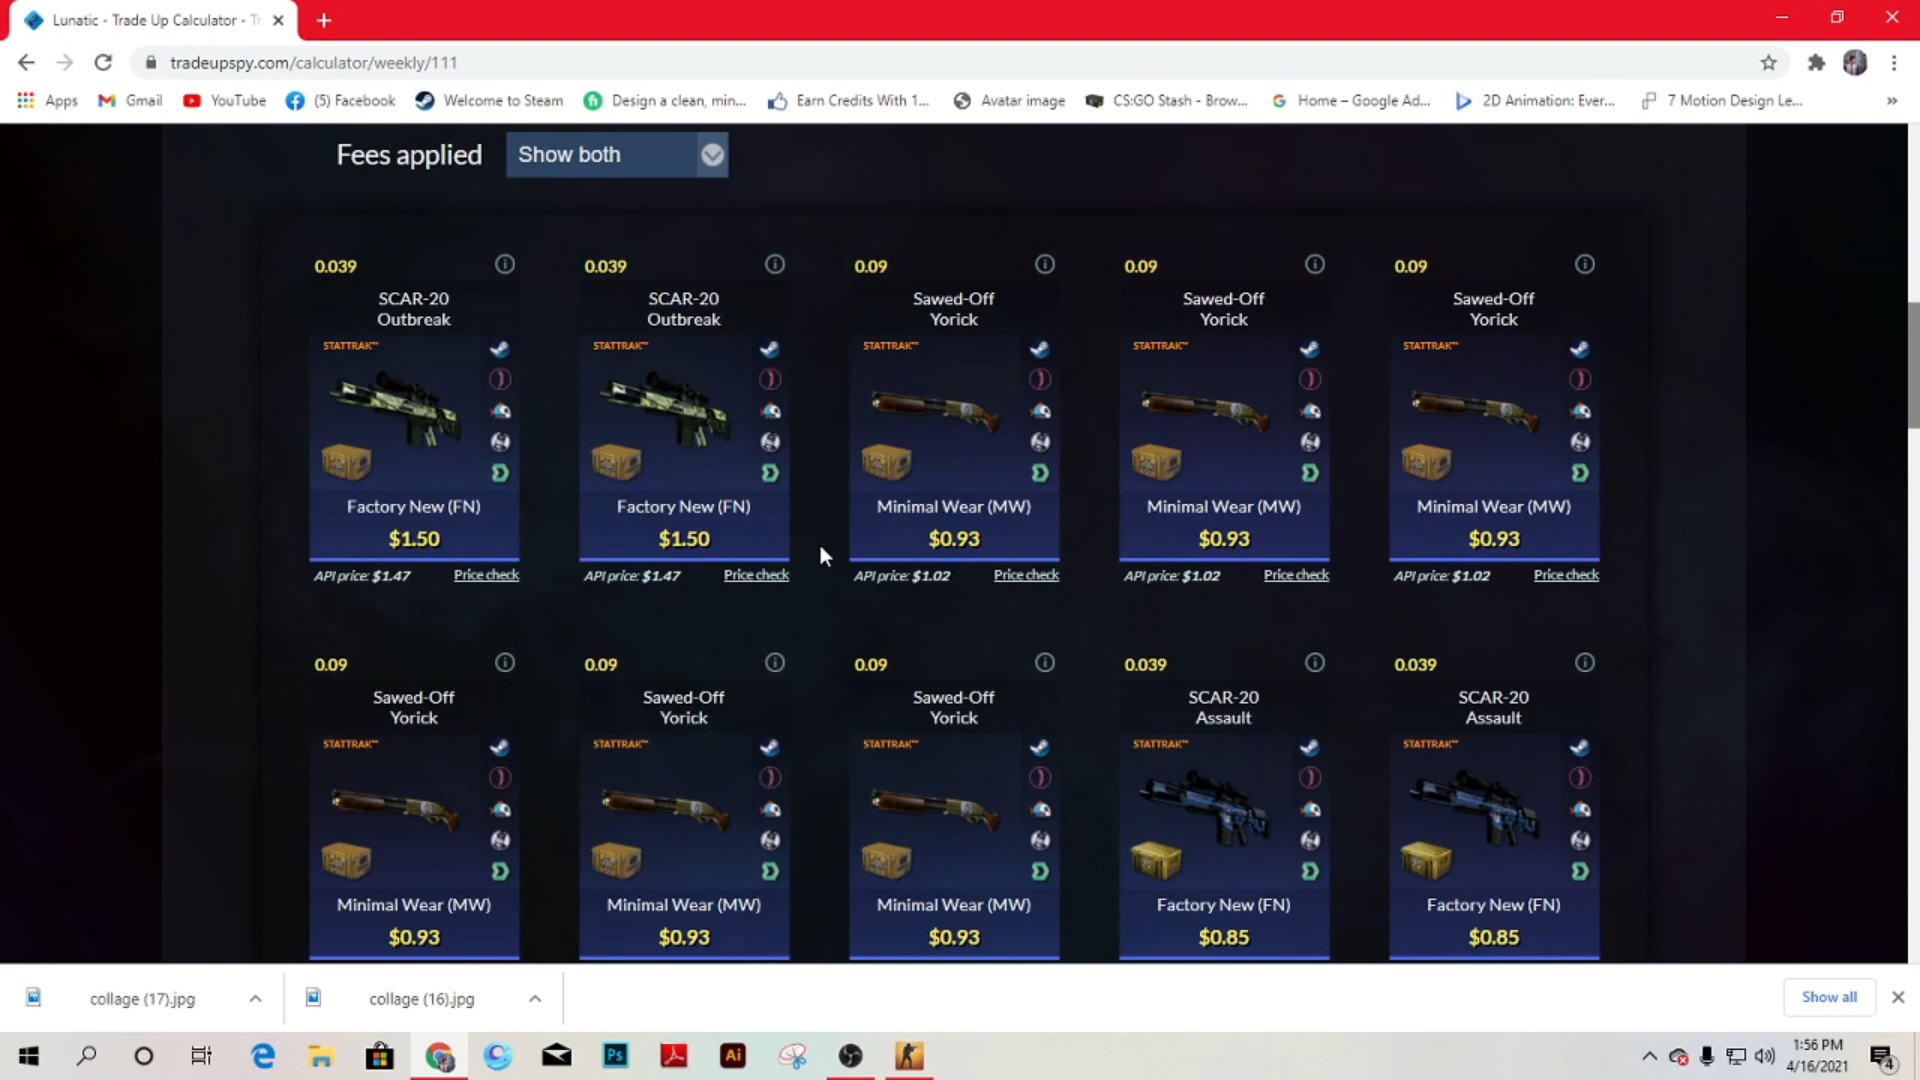 Lunatic - Trade Up Calculator - Tr
tradeupspy.com/calculator/weekly/111
Apps Gmail YouTube (5) Facebook Welcome to Steam Design a clean, min... Earn Credits With 1... Avatar image CS:GO Stash - Brow... Home – Google Ad... 2D Animation: Ever... 7 Motion Design Le... »
Fees applied Show both
0.039 0.039 0.09 0.09 0.09
SCAR-20 SCAR-20 Sawed-Off Sawed-Off Sawed-Off
Outbreak Outbreak Yorick Yorick Yorick
STATTRAK™ STATTRAK™ STATTRAK™ STATTRAK™ STATTRAK™
Factory New (FN) Factory New (FN) Minimal Wear (MW) Minimal Wear (MW) Minimal Wear (MW)
$1.50 $1.50 $0.93 $0.93 $0.93
API price: $1.47 Price check API price: $1.47 Price check API price: $1.02 Price check API price: $1.02 Price check API price: $1.02 Price check
0.09 0.09 0.09 0.039 0.039
Sawed-Off Sawed-Off Sawed-Off SCAR-20 SCAR-20
Yorick Yorick Yorick Assault Assault
STATTRAK™ STATTRAK™ STATTRAK™ STATTRAK™ STATTRAK™
Minimal Wear (MW) Minimal Wear (MW) Minimal Wear (MW) Factory New (FN) Factory New (FN)
$0.93 $0.93 $0.93 $0.85 $0.85
collage (17).jpg collage (16).jpg Show all
Ps Ai 1:56 PM
4/16/2021 4